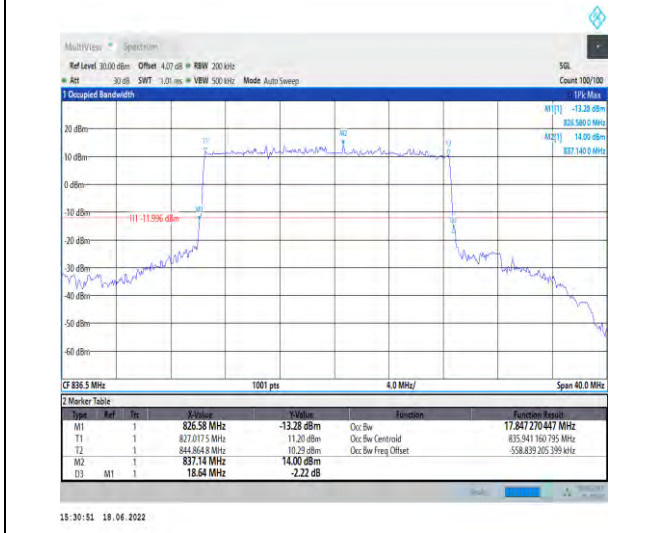 MultiView Spectrum
Ref Level 30.00 dBm Offset 4.07 dB RBW 200 kHz SGL
Att 30 dB SWT 1.01 ms VBW 500 kHz Mode Auto Sweep Count 100/100
1 Occupied Bandwidth 1Pk Max
M1[1] -13.28 dBm
826.580 0 MHz
20 dBm M2[1] 14.00 dBm
837.140 0 MHz
T1 M2 T2
10 dBm
0 dBm
-10 dBm M1
H1 -11.996 dBm
-20 dBm
-30 dBm
-40 dBm
-50 dBm
-60 dBm
CF 836.5 MHz 1001 pts 4.0 MHz/ Span 40.0 MHz
2 Marker Table
Type Ref Trc X-Value Y-Value Function Function Result
M1 1 826.58 MHz -13.28 dBm Occ Bw 17.847 270 447 MHz
T1 1 827.017 5 MHz 11.20 dBm Occ Bw Centroid 835.941 160 795 MHz
T2 1 844.864 8 MHz 10.29 dBm Occ Bw Freq Offset -558.839 205 399 kHz
M2 1 837.14 MHz 14.00 dBm
D3 M1 1 18.64 MHz -2.22 dB
15:30:51 18.06.2022